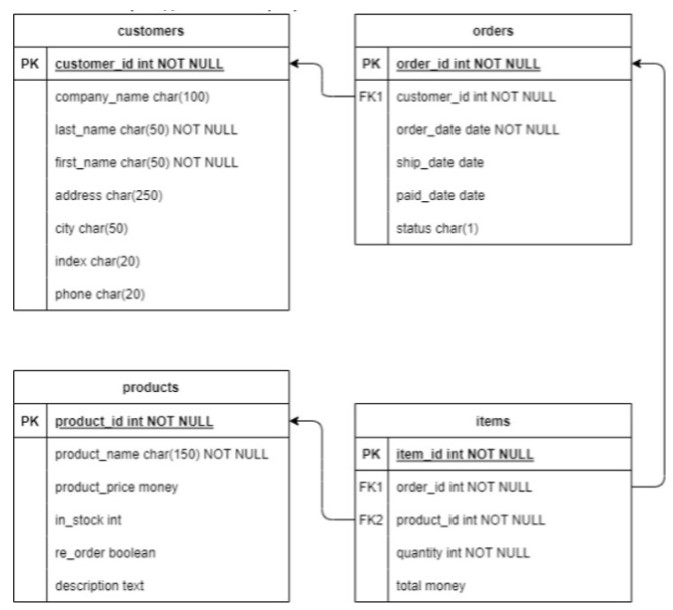 customers
PK customer_id int NOT NULL
company_name char(100)
last_name char(50) NOT NULL
first_name char(50) NOT NULL
address char(250)
city char(50)
index char(20)
phone char(20)
orders
PK order_id int NOT NULL
FK1 customer_id int NOT NULL
order_date date NOT NULL
ship_date date
paid_date date
status char(1)
products
PK product_id int NOT NULL
product_name char(150) NOT NULL
product_price money
in_stock int
re_order boolean
description text
items
PK item_id int NOT NULL
FK1 order_id int NOT NULL
FK2 product_id int NOT NULL
quantity int NOT NULL
total money